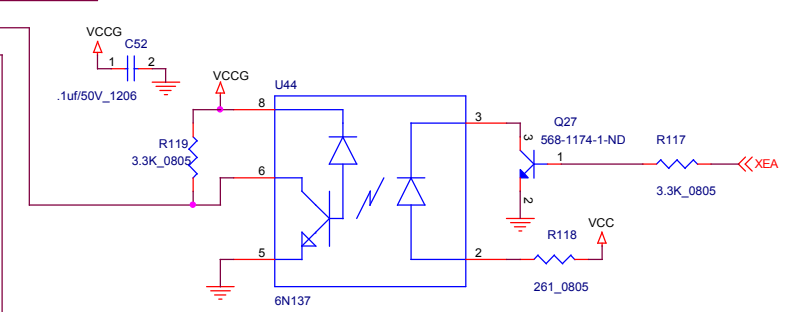 VCCG
C52
1
2
.1uf/50V_1206
VCCG
U44
8
3
Q27
3
568-1174-1-ND
R119
3.3K_0805
1
R117
XEA
3.3K_0805
6
2
VCC
R118
5
2
261_0805
6N137